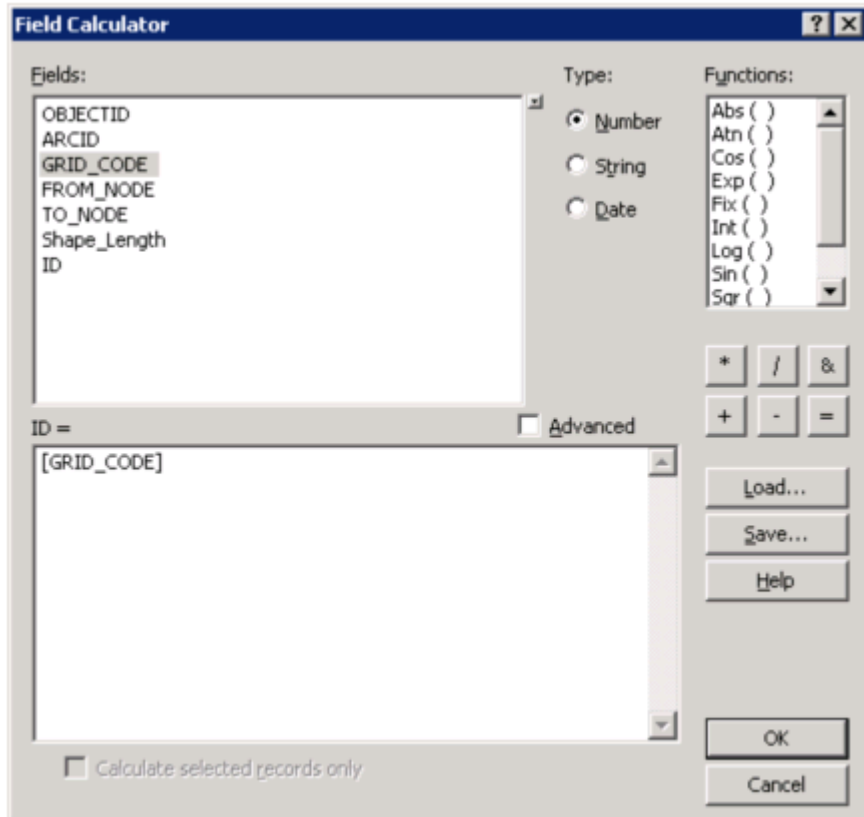 Field Calculator
Fields:
OBJECTID
ARCID
GRID_CODE
FROM_NODE
TO_NODE
Shape_Length
ID
Type:
Number
String
Date
Functions:
Abs ( )
Atn ( )
Cos ( )
Exp ( )
Fix ( )
Int ( )
Log ( )
Sin ( )
Sqr ( )
* / &
+ - =
ID =
Advanced
[GRID_CODE]
Load...
Save...
Help
Calculate selected records only
OK
Cancel